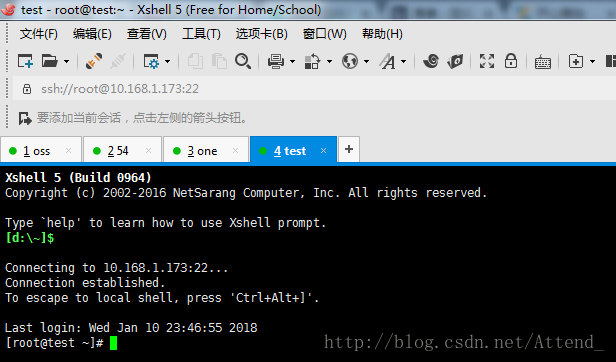 test - root@test:~ - Xshell 5 (Free for Home/School)
文件(F) 编辑(E) 查看(V) 工具(T) 选项卡(B) 窗口(W) 帮助(H)
ssh://root@10.168.1.173:22
要添加当前会话，点击左侧的箭头按钮。
1 oss × 2 54 × 3 one × 4 test × +
Xshell 5 (Build 0964)
Copyright (c) 2002-2016 NetSarang Computer, Inc. All rights reserved.
Type `help' to learn how to use Xshell prompt.
[d:\~]$
Connecting to 10.168.1.173:22...
Connection established.
To escape to local shell, press 'Ctrl+Alt+]'.
Last login: Wed Jan 10 23:46:55 2018
[root@test ~]#
http://blog.csdn.net/Attend_